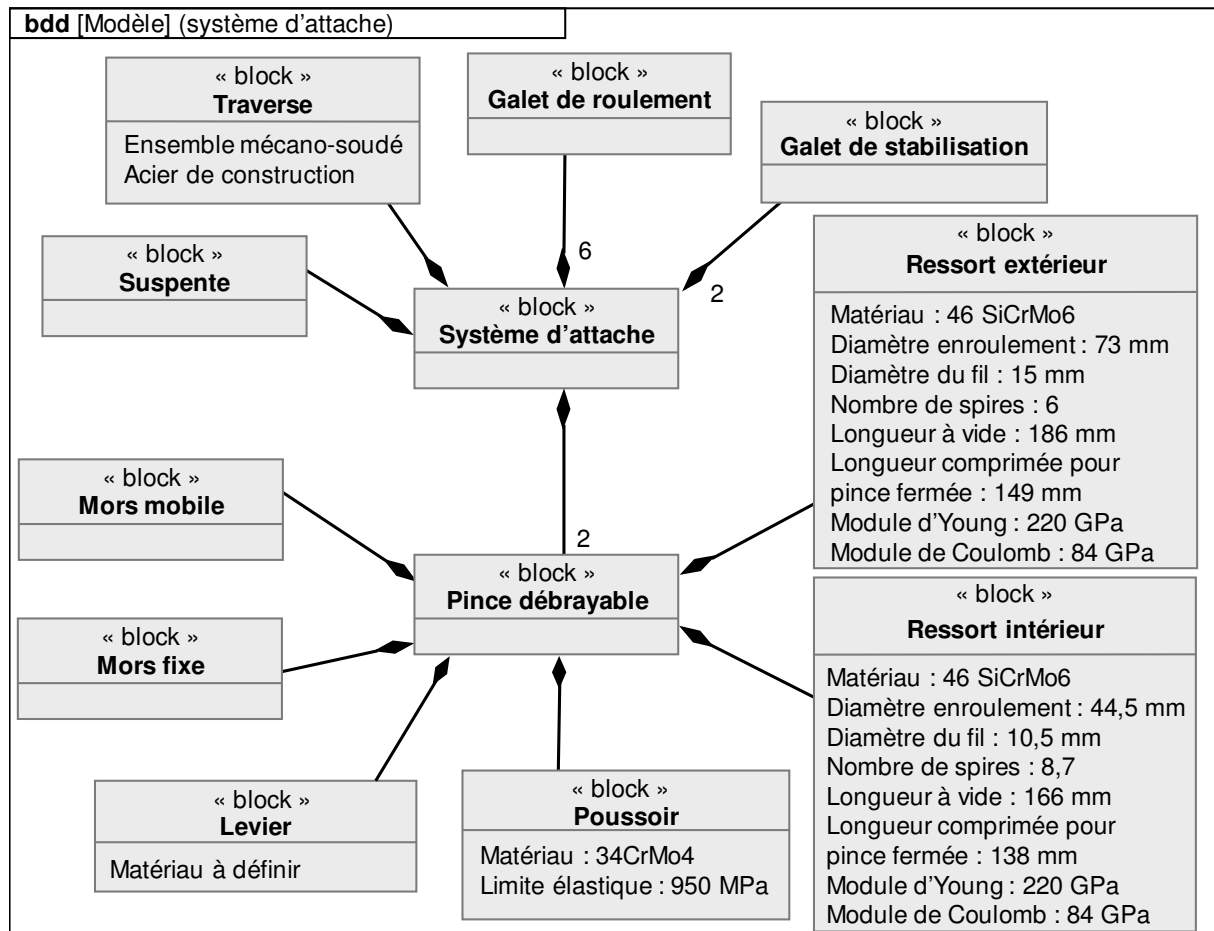 bdd [Modèle] (système d'attache)
« block »
Traverse
Ensemble mécano-soudé
Acier de construction
« block »
Galet de roulement
« block »
Galet de stabilisation
« block »
Suspente
6
2
« block »
Système d'attache
« block »
Ressort extérieur
Matériau : 46 SiCrMo6
Diamètre enroulement : 73 mm
Diamètre du fil : 15 mm
Nombre de spires : 6
Longueur à vide : 186 mm
Longueur comprimée pour
pince fermée : 149 mm
Module d'Young : 220 GPa
Module de Coulomb : 84 GPa
« block »
Mors mobile
2
« block »
Pince débrayable
« block »
Mors fixe
« block »
Ressort intérieur
Matériau : 46 SiCrMo6
Diamètre enroulement : 44,5 mm
Diamètre du fil : 10,5 mm
Nombre de spires : 8,7
Longueur à vide : 166 mm
Longueur comprimée pour
pince fermée : 138 mm
Module d'Young : 220 GPa
Module de Coulomb : 84 GPa
« block »
Levier
Matériau à définir
« block »
Poussoir
Matériau : 34CrMo4
Limite élastique : 950 MPa